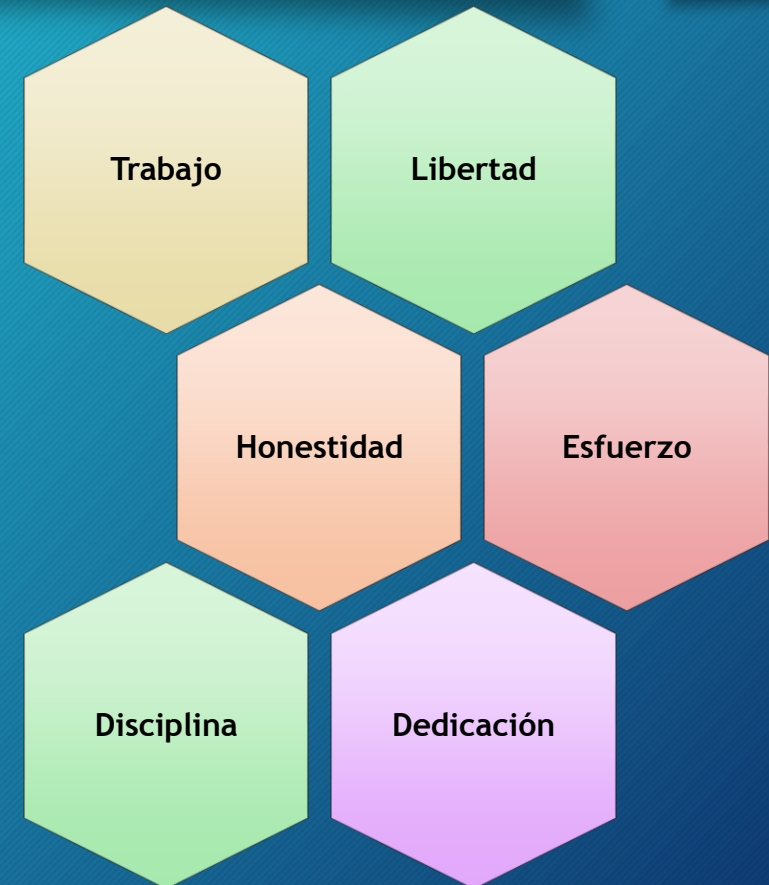 Trabajo
Libertad
Honestidad
Esfuerzo
Disciplina
Dedicación